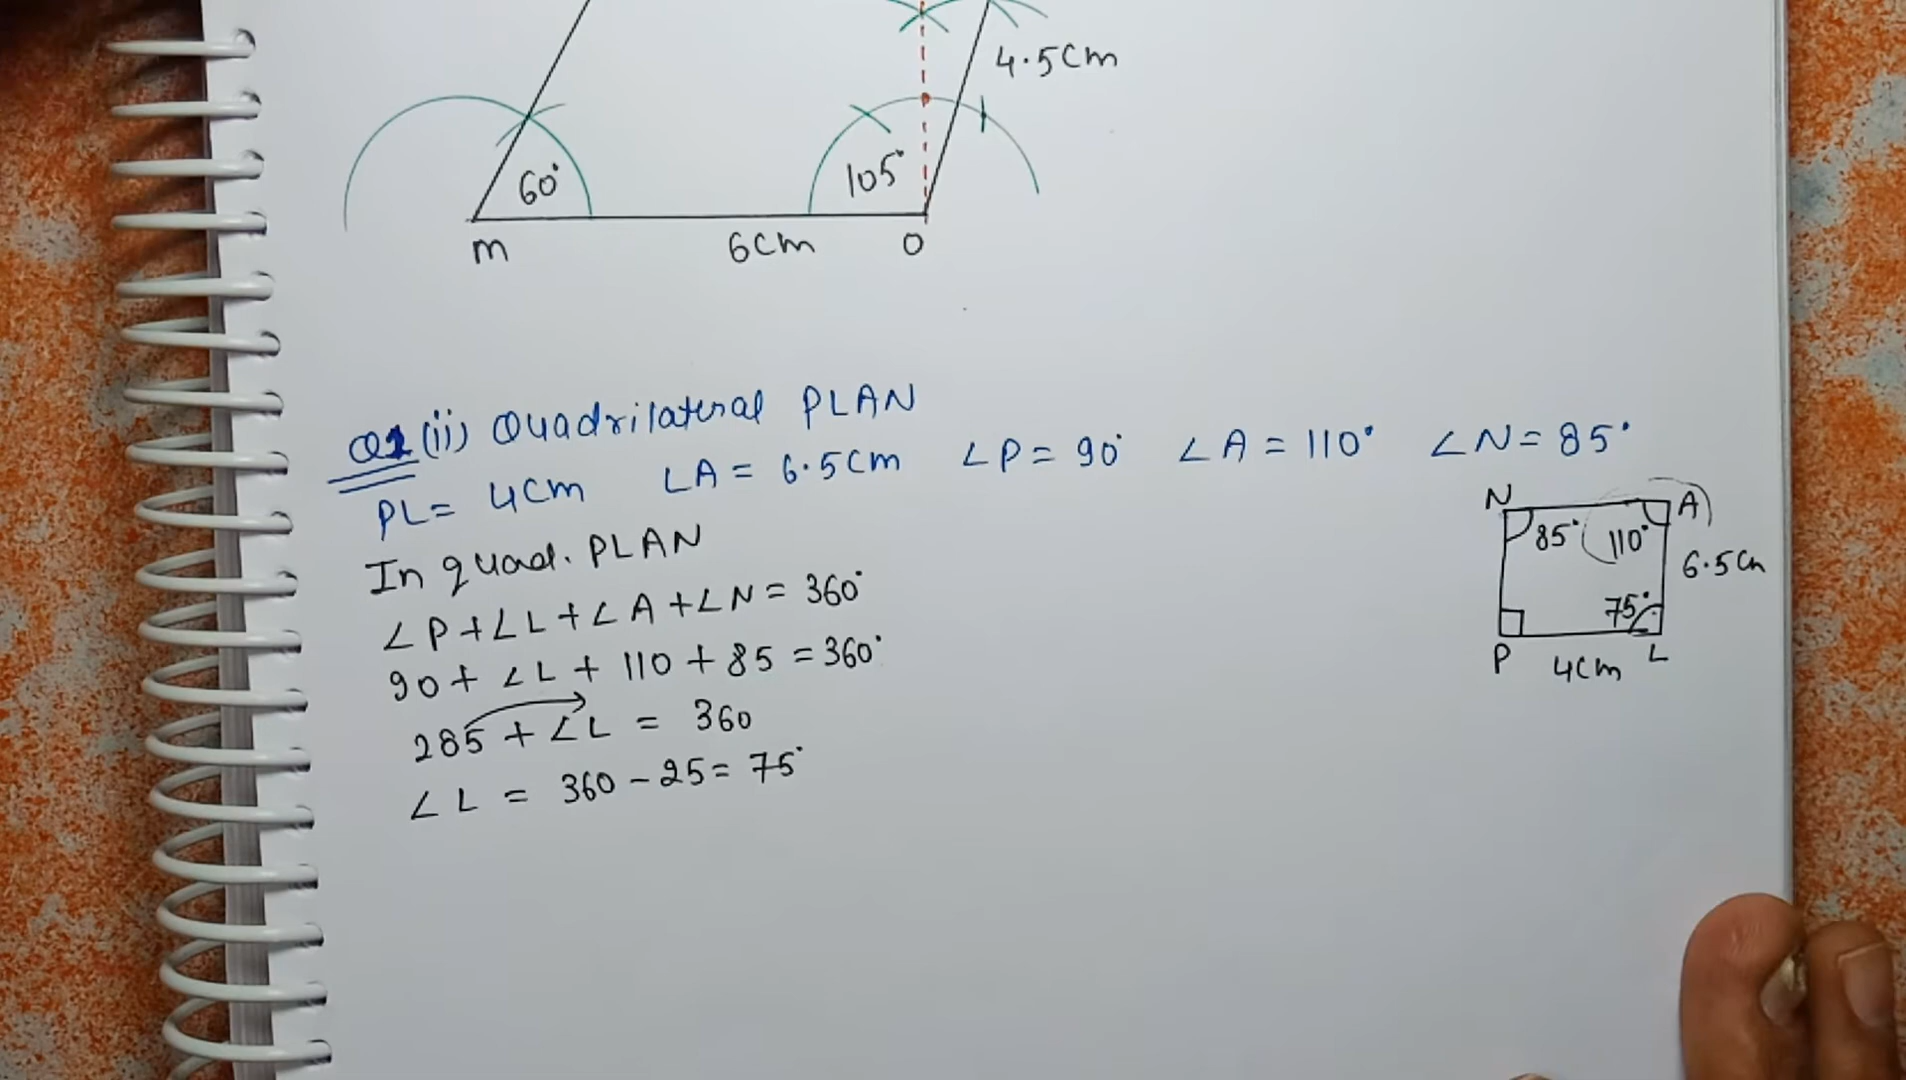 4.5cm
60° 105°
m 6cm O
Q1 (ii) Quadrilateral PLAN
PL = 4cm LA = 6.5cm ∠P = 90° ∠A = 110° ∠N = 85°
In quad. PLAN
∠P + ∠L + ∠A + ∠N = 360°
90 + ∠L + 110 + 85 = 360°
285 + ∠L = 360
∠L = 360 - 25 = 75°
N A
85° 110°
6.5cm
75°
P 4cm L